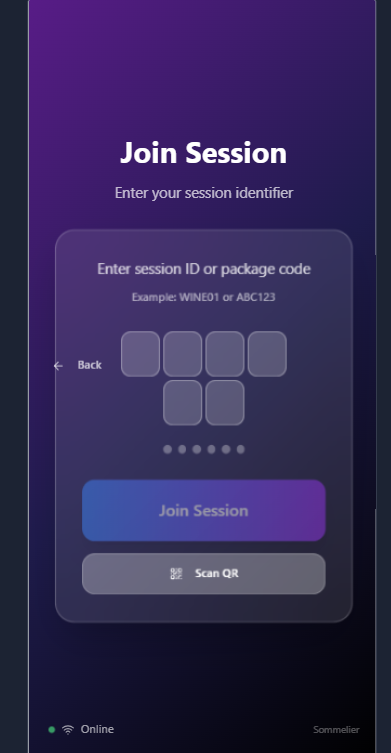 Join Session
Enter your session identifier
Enter session ID or package code
Example: WINE01 or ABC123
Back
Join Session
Scan QR
Online
Sommelier